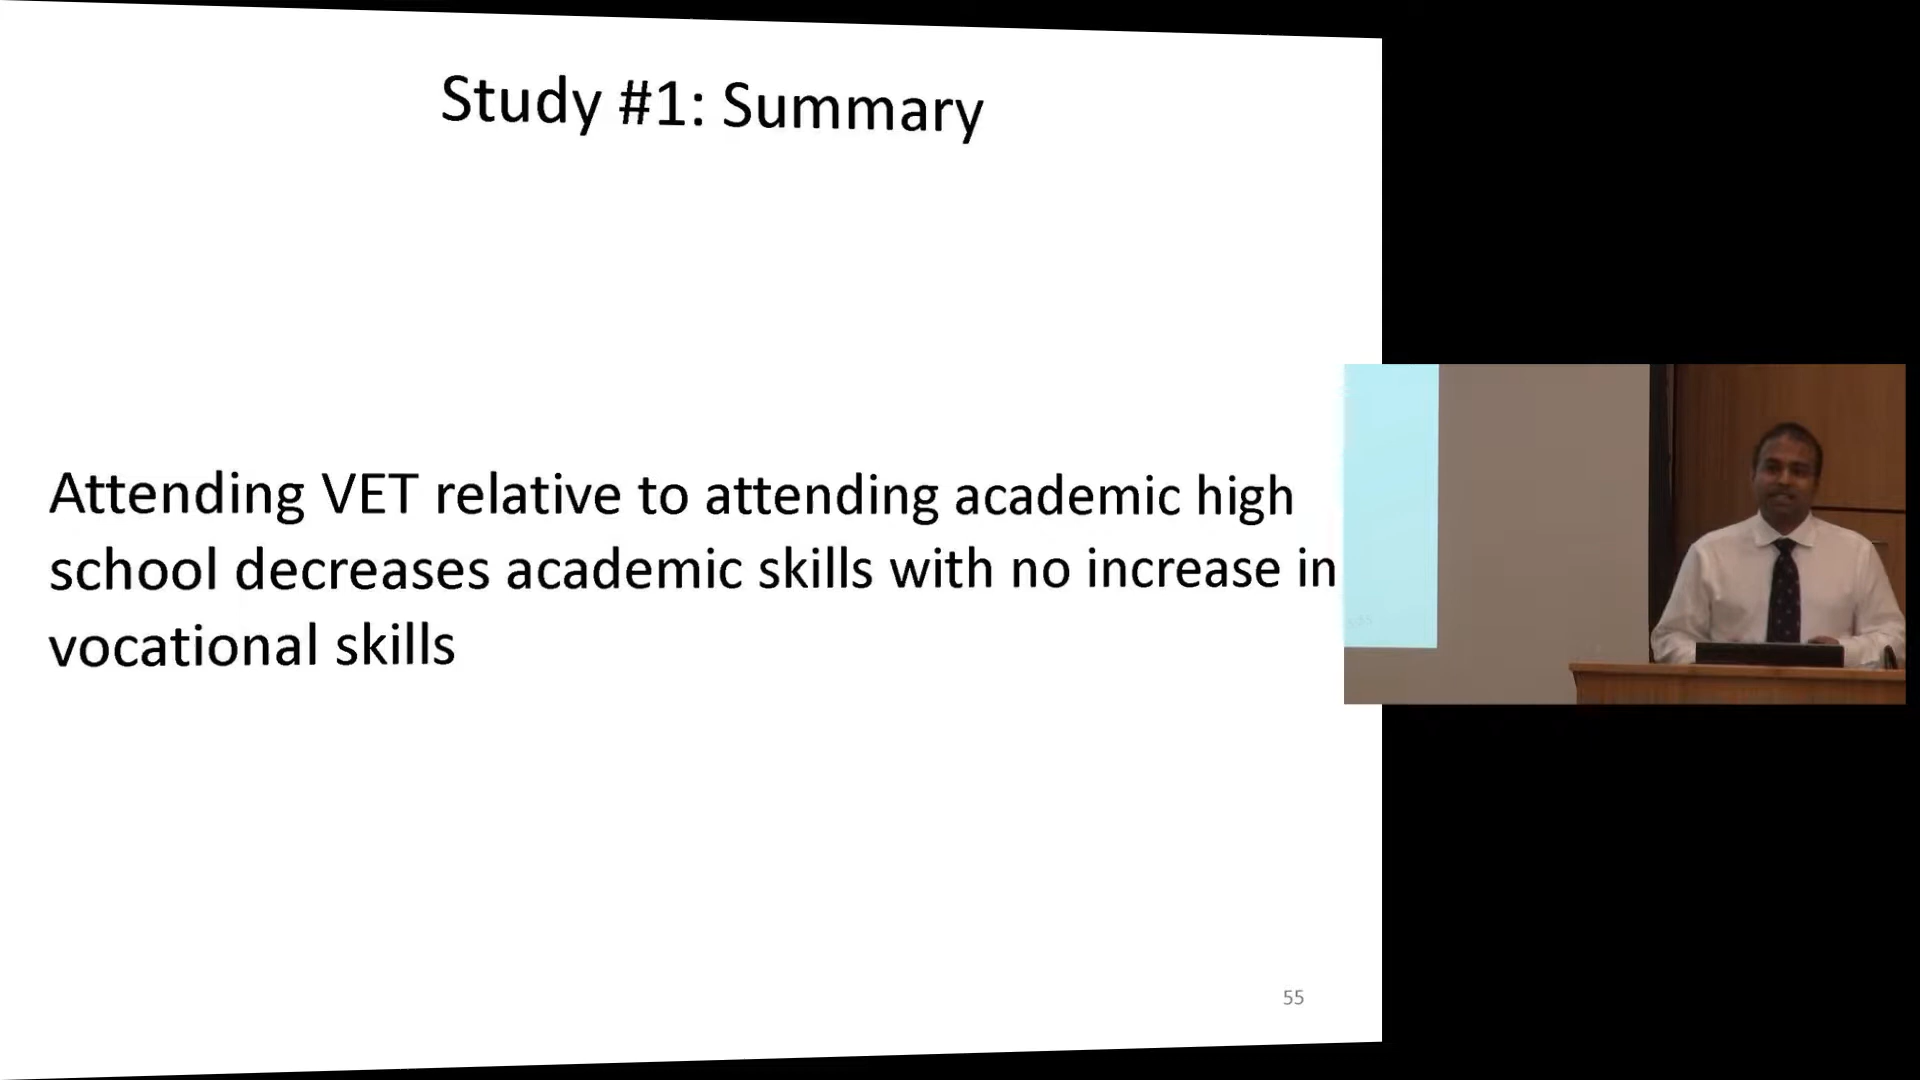 Study #1: Summary
Attending VET relative to attending academic high
school decreases academic skills with no increase in
vocational skills
55